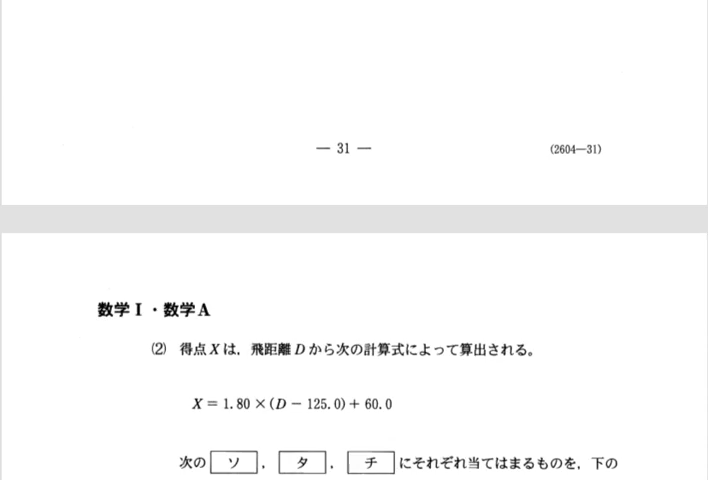 — 31 —
(2604—31)
数学Ⅰ・数学A
(2) 得点Xは，飛距離Dから次の計算式によって算出される。
X = 1.80 ×(D − 125.0)+ 60.0
次の ソ ， タ ， チ にそれぞれ当てはまるものを，下の